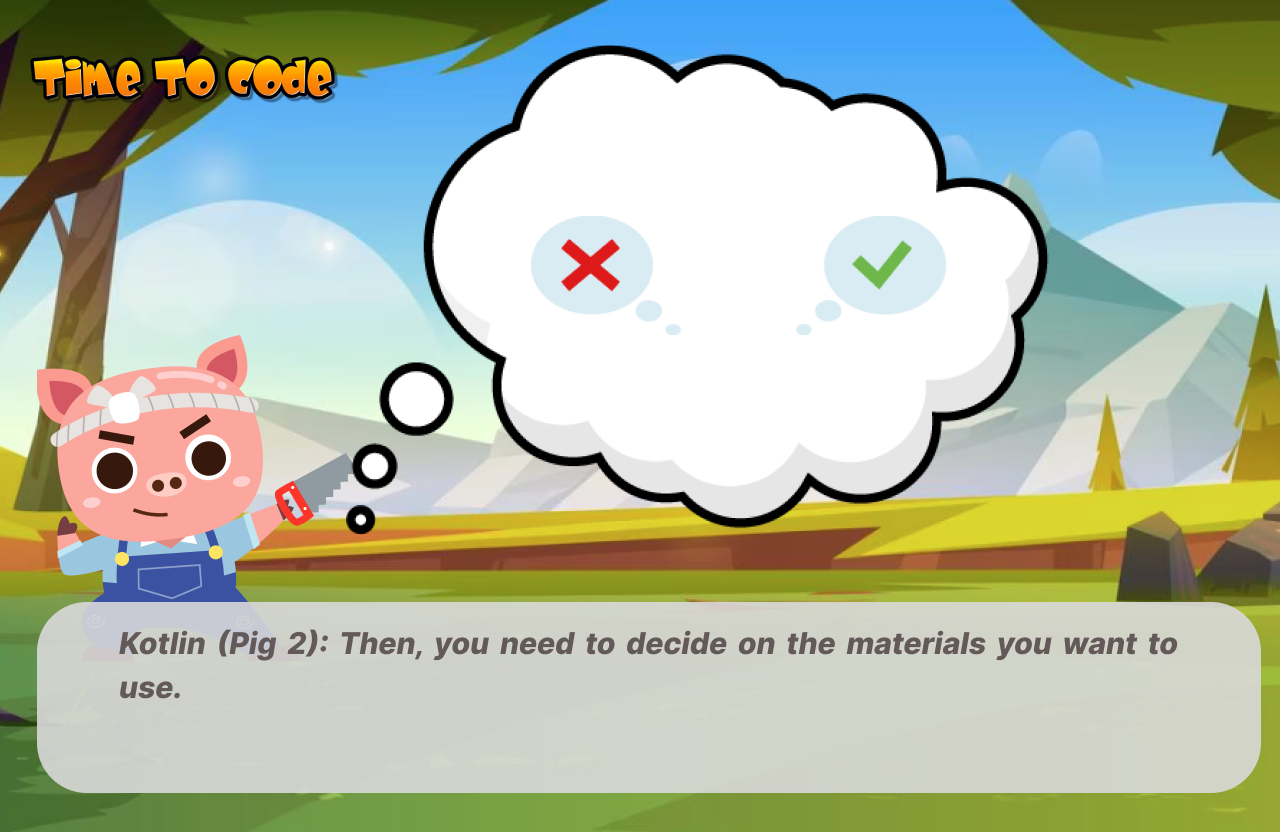 Time To Code
Kotlin (Pig 2): Then, you need to decide on the materials you want to
use.